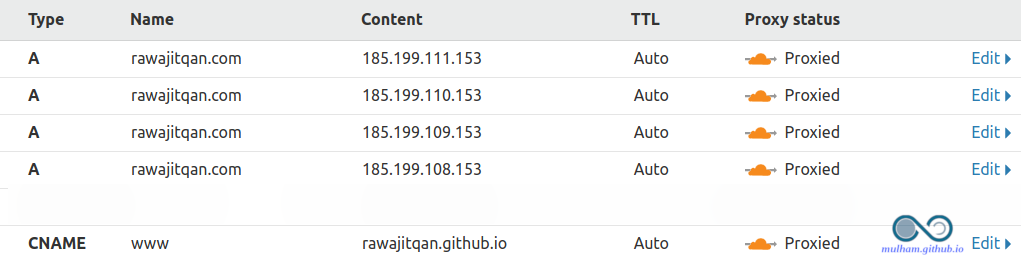 Type Name Content TTL Proxy status
A rawajitqan.com 185.199.111.153 Auto Proxied Edit
A rawajitqan.com 185.199.110.153 Auto Proxied Edit
A rawajitqan.com 185.199.109.153 Auto Proxied Edit
A rawajitqan.com 185.199.108.153 Auto Proxied Edit
CNAME www rawajitqan.github.io Auto Proxied Edit
mulham.github.io